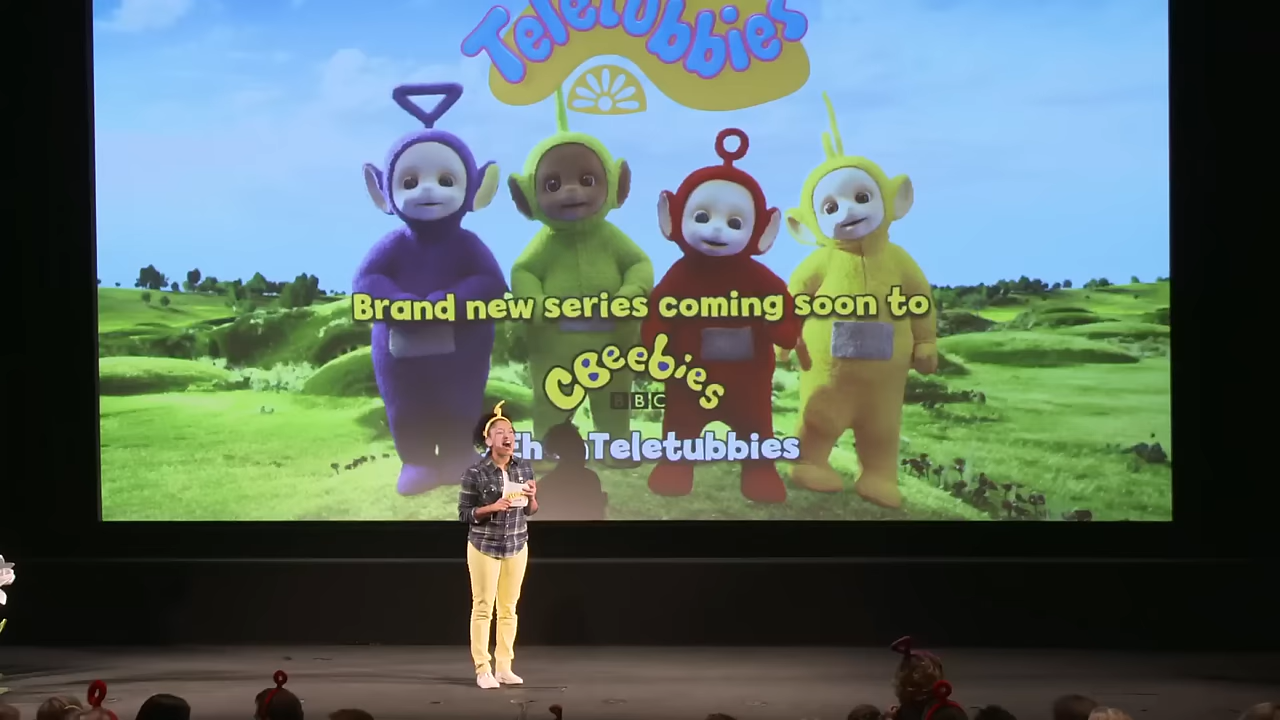 Teletubbies
Brand new series coming soon to
CBeebies
BBC
Teletubbies